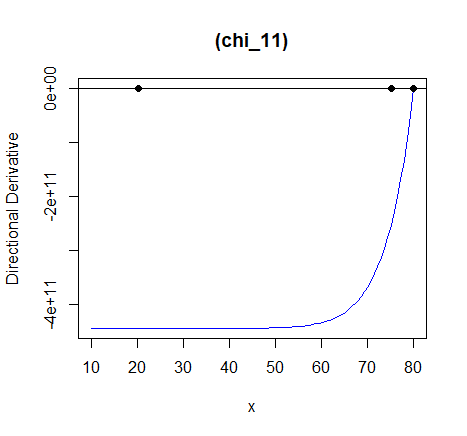 (chi_11)
Directional Derivative
0e+00
-2e+11
-4e+11
10 20 30 40 50 60 70 80
x